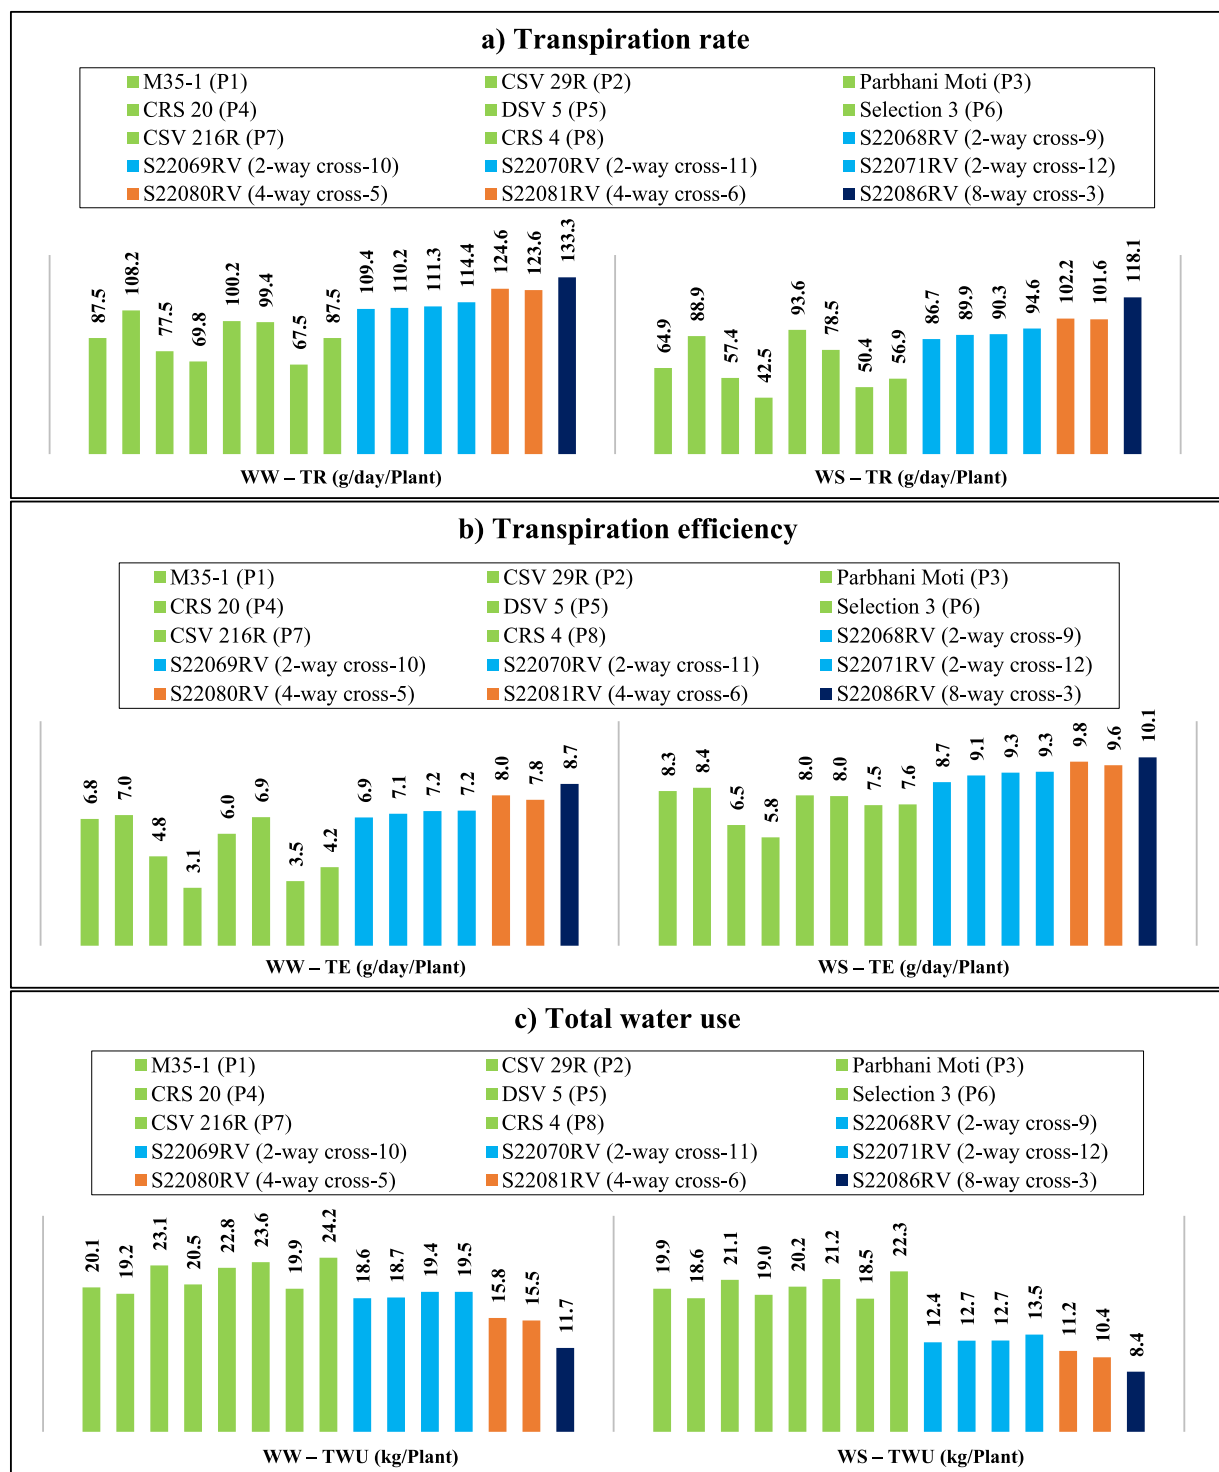 a) Transpiration rate
M35-1 (P1) CSV 29R (P2) Parbhani Moti (P3)
CRS 20 (P4) DSV 5 (P5) Selection 3 (P6)
CSV 216R (P7) CRS 4 (P8) S22068RV (2-way cross-9)
S22069RV (2-way cross-10) S22070RV (2-way cross-11) S22071RV (2-way cross-12)
S22080RV (4-way cross-5) S22081RV (4-way cross-6) S22086RV (8-way cross-3)
87.5 108.2 77.5 69.8 100.2 99.4 67.5 87.5 109.4 110.2 111.3 114.4 124.6 123.6 133.3
64.9 88.9 57.4 42.5 93.6 78.5 50.4 56.9 86.7 89.9 90.3 94.6 102.2 101.6 118.1
WW – TR (g/day/Plant) WS – TR (g/day/Plant)
b) Transpiration efficiency
M35-1 (P1) CSV 29R (P2) Parbhani Moti (P3)
CRS 20 (P4) DSV 5 (P5) Selection 3 (P6)
CSV 216R (P7) CRS 4 (P8) S22068RV (2-way cross-9)
S22069RV (2-way cross-10) S22070RV (2-way cross-11) S22071RV (2-way cross-12)
S22080RV (4-way cross-5) S22081RV (4-way cross-6) S22086RV (8-way cross-3)
6.8 7.0 4.8 3.1 6.0 6.9 3.5 4.2 6.9 7.1 7.2 7.2 8.0 7.8 8.7
8.3 8.4 6.5 5.8 8.0 8.0 7.5 7.6 8.7 9.1 9.3 9.3 9.8 9.6 10.1
WW – TE (g/day/Plant) WS – TE (g/day/Plant)
c) Total water use
M35-1 (P1) CSV 29R (P2) Parbhani Moti (P3)
CRS 20 (P4) DSV 5 (P5) Selection 3 (P6)
CSV 216R (P7) CRS 4 (P8) S22068RV (2-way cross-9)
S22069RV (2-way cross-10) S22070RV (2-way cross-11) S22071RV (2-way cross-12)
S22080RV (4-way cross-5) S22081RV (4-way cross-6) S22086RV (8-way cross-3)
20.1 19.2 23.1 20.5 22.8 23.6 19.9 24.2 18.6 18.7 19.4 19.5 15.8 15.5 11.7
19.9 18.6 21.1 19.0 20.2 21.2 18.5 22.3 12.4 12.7 12.7 13.5 11.2 10.4 8.4
WW – TWU (kg/Plant) WS – TWU (kg/Plant)